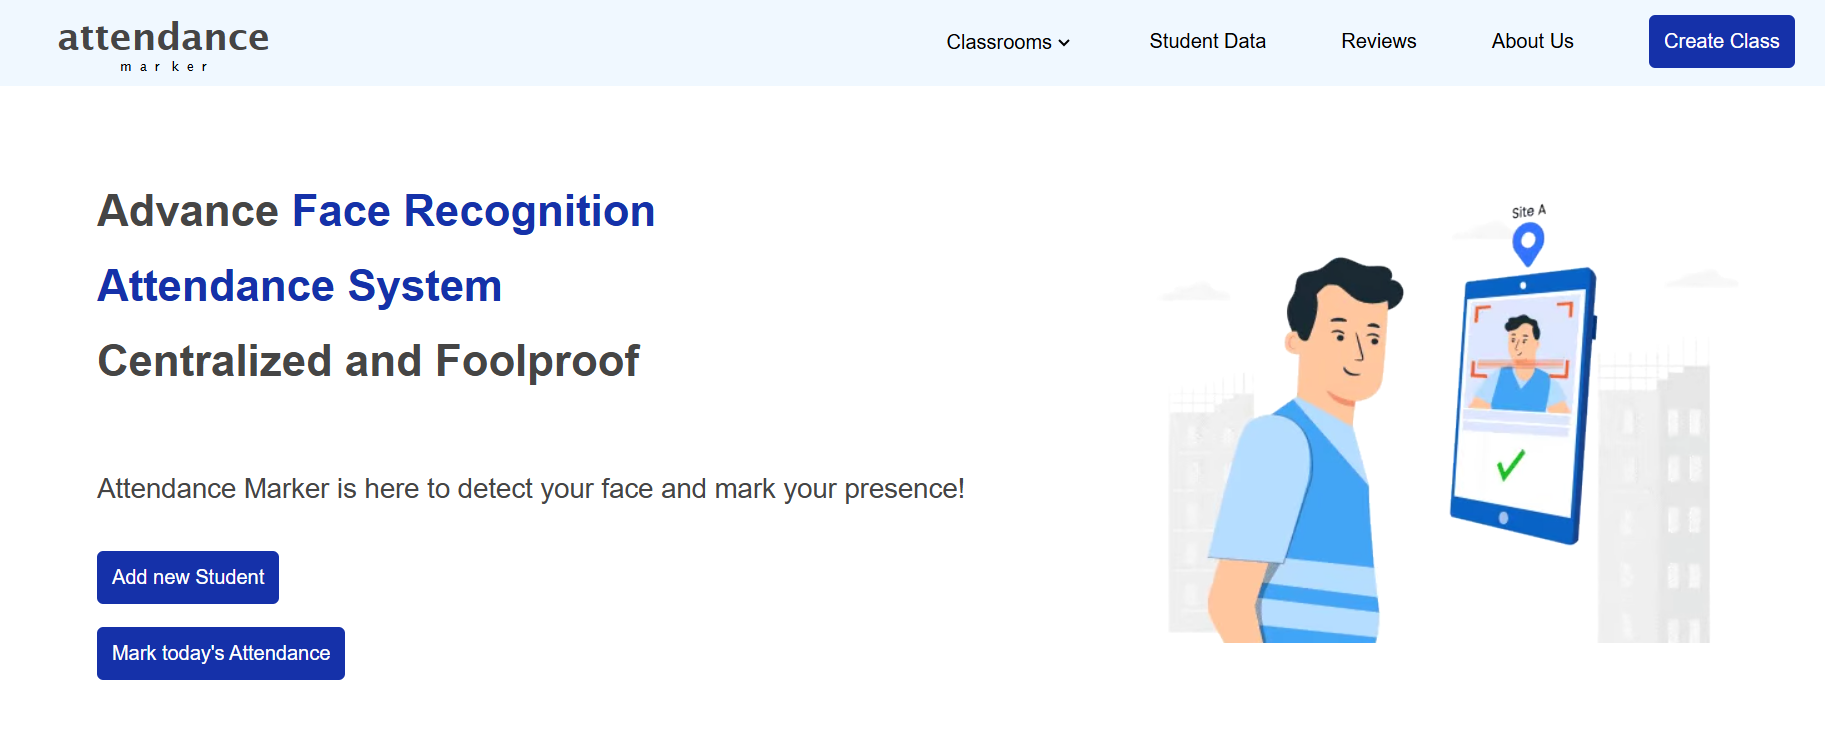 attendance
marker
Classrooms
Student Data
Reviews
About Us
Create Class
Advance Face Recognition
Attendance System
Centralized and Foolproof
Attendance Marker is here to detect your face and mark your presence!
Add new Student
Mark today's Attendance
Site A